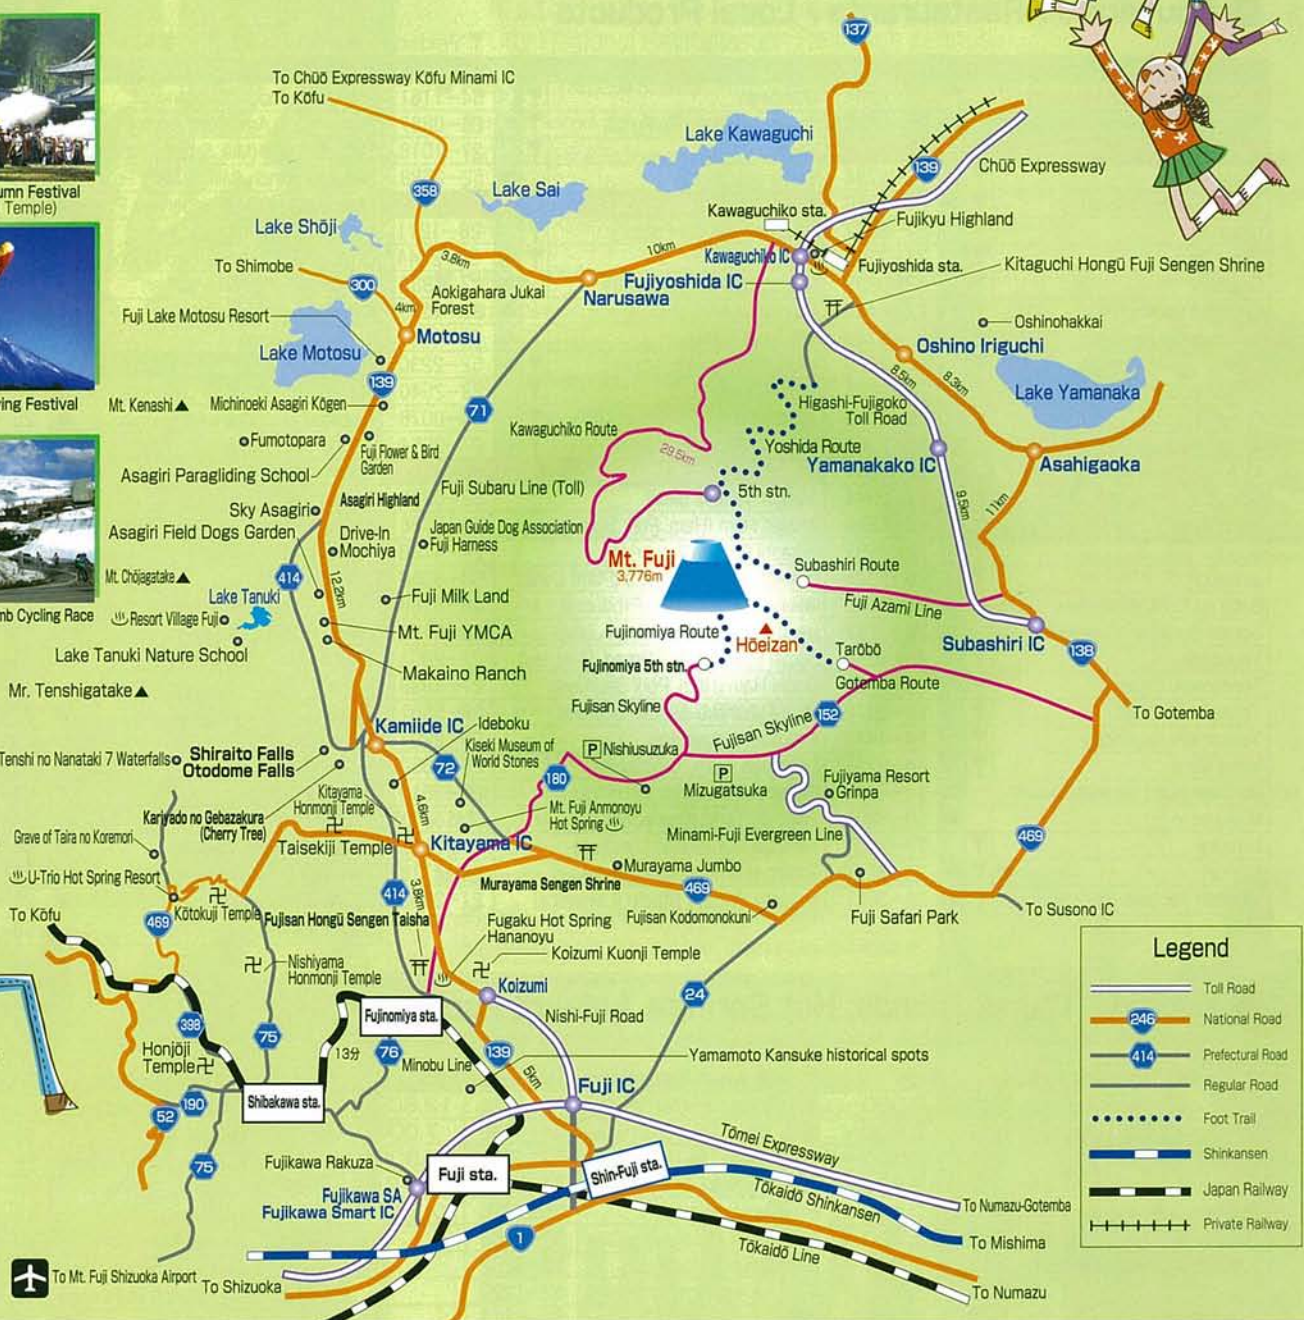 umn Festival
Temple)
ving Festival
mb Cycling Race
To Chūō Expressway Kōfu Minami IC
To Kōfu
137
Lake Kawaguchi
139
Chūō Expressway
358
Lake Sai
Kawaguchiko sta.
Fujikyu Highland
Lake Shōji
10km
Kawaguchiko IC
3.8km
To Shimobe
Fujiyoshida sta.
Kitaguchi Hongū Fuji Sengen Shrine
Fujiyoshida IC
300
Aokigahara Jukai
Forest
4km
Narusawa
Fuji Lake Motosu Resort
Oshinohakkai
Motosu
Lake Motosu
Oshino Iriguchi
8.5km
8.3km
139
Lake Yamanaka
Mt. Kenashi
Michinoeki Asagiri Kōgen
71
Higashi-Fujigoko
Toll Road
Kawaguchiko Route
Fumotopara
Fuji Flower & Bird
Garden
29.5km
Yoshida Route
Yamanakako IC
Asahigaoka
Asagiri Paragliding School
Fuji Subaru Line (Toll)
5th stn.
Asagiri Highland
9.5km
11km
Sky Asagiri
Asagiri Field Dogs Garden
Drive-In
Mochiya
Japan Guide Dog Association
Fuji Harness
Mt. Fuji
3,776m
Subashiri Route
Mt. Chōjagatake
414
12.2km
Lake Tanuki
Fuji Milk Land
Fuji Azami Line
Resort Village Fuji
Mt. Fuji YMCA
Fujinomiya Route
Hōeizan
Subashiri IC
Lake Tanuki Nature School
Tarōbō
138
Makaino Ranch
Fujinomiya 5th stn.
Gotemba Route
Mr. Tenshigatake
Fujisan Skyline
Fujisan Skyline
152
To Gotemba
Kamiide IC
Ideboku
Tenshi no Nanataki 7 Waterfalls
Shiraito Falls
Otodome Falls
Kiseki Museum of
World Stones
P
Nishiusuzuka
72
180
P
Mizugatsuka
Fujiyama Resort
Grinpa
Kitayama
Honmonji Temple
Kariyado no Gebazakura
(Cherry Tree)
4.6km
Mt. Fuji Anmonoyu
Hot Spring
Minami-Fuji Evergreen Line
Grave of Taira no Koremori
Taisekiji Temple
Kitayama IC
469
U-Trio Hot Spring Resort
Murayama Jumbo
Murayama Sengen Shrine
469
3.8km
414
To Kōfu
469
Kōtokuji Temple
Fujisan Hongū Sengen Taisha
Fugaku Hot Spring
Hananoyu
Fujisan Kodomonokuni
Fuji Safari Park
To Susono IC
Koizumi Kuonji Temple
Nishiyama
Honmonji Temple
Koizumi
24
Fujinomiya sta.
Nishi-Fuji Road
398
75
Honjōji
Temple
13分
76
Minobu Line
139
5km
Yamamoto Kansuke historical spots
Fuji IC
190
Shibakawa sta.
52
Tōmei Expressway
75
Fujikawa Rakuza
Fuji sta.
Shin-Fuji sta.
Fujikawa SA
Fujikawa Smart IC
Tōkaidō Shinkansen
To Numazu-Gotemba
1
To Mishima
Tōkaidō Line
To Mt. Fuji Shizuoka Airport
To Shizuoka
To Numazu
Legend
Toll Road
246
National Road
414
Prefectural Road
Regular Road
Foot Trail
Shinkansen
Japan Railway
Private Railway